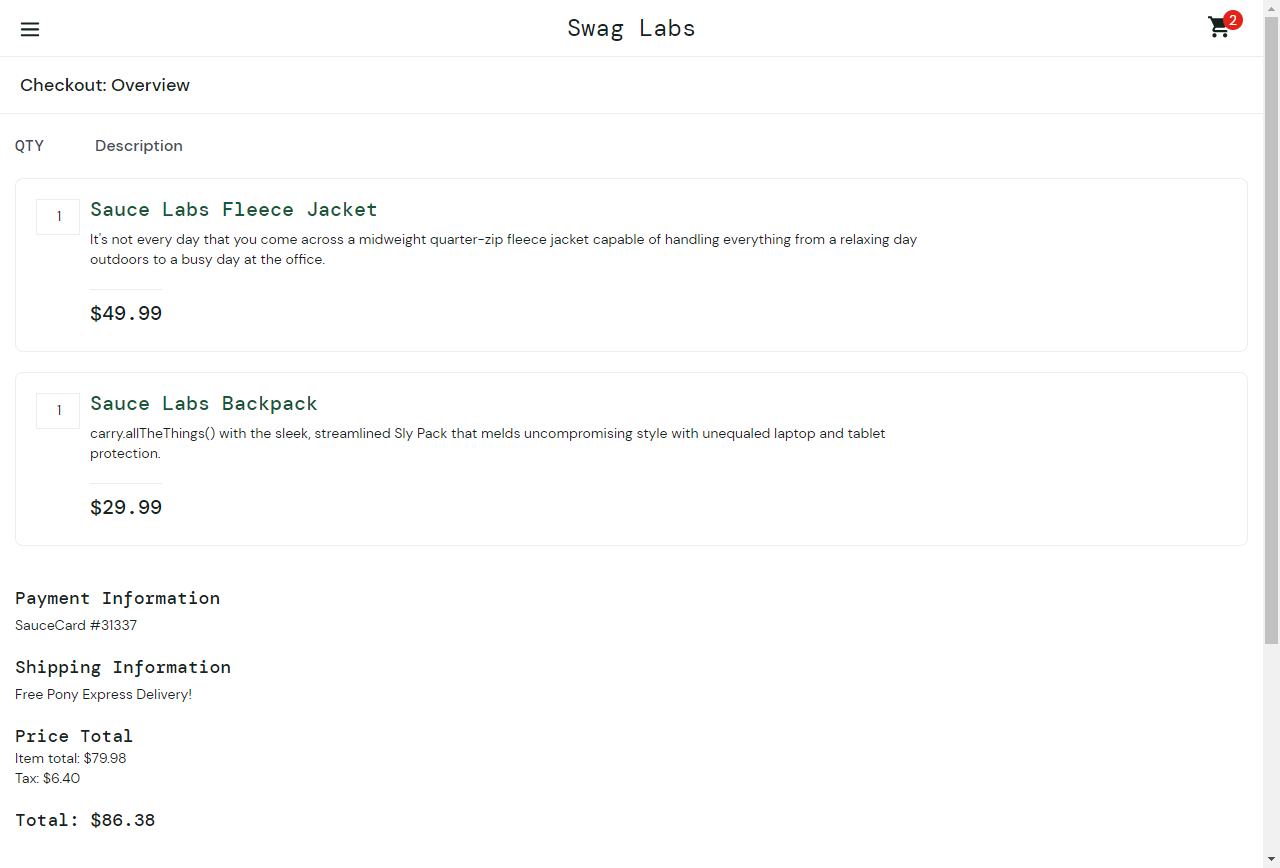 Swag Labs
2
Checkout: Overview
QTY Description
1
Sauce Labs Fleece Jacket
It's not every day that you come across a midweight quarter-zip fleece jacket capable of handling everything from a relaxing day
outdoors to a busy day at the office.
$49.99
1
Sauce Labs Backpack
carry.allTheThings() with the sleek, streamlined Sly Pack that melds uncompromising style with unequaled laptop and tablet
protection.
$29.99
Payment Information
SauceCard #31337
Shipping Information
Free Pony Express Delivery!
Price Total
Item total: $79.98
Tax: $6.40
Total: $86.38